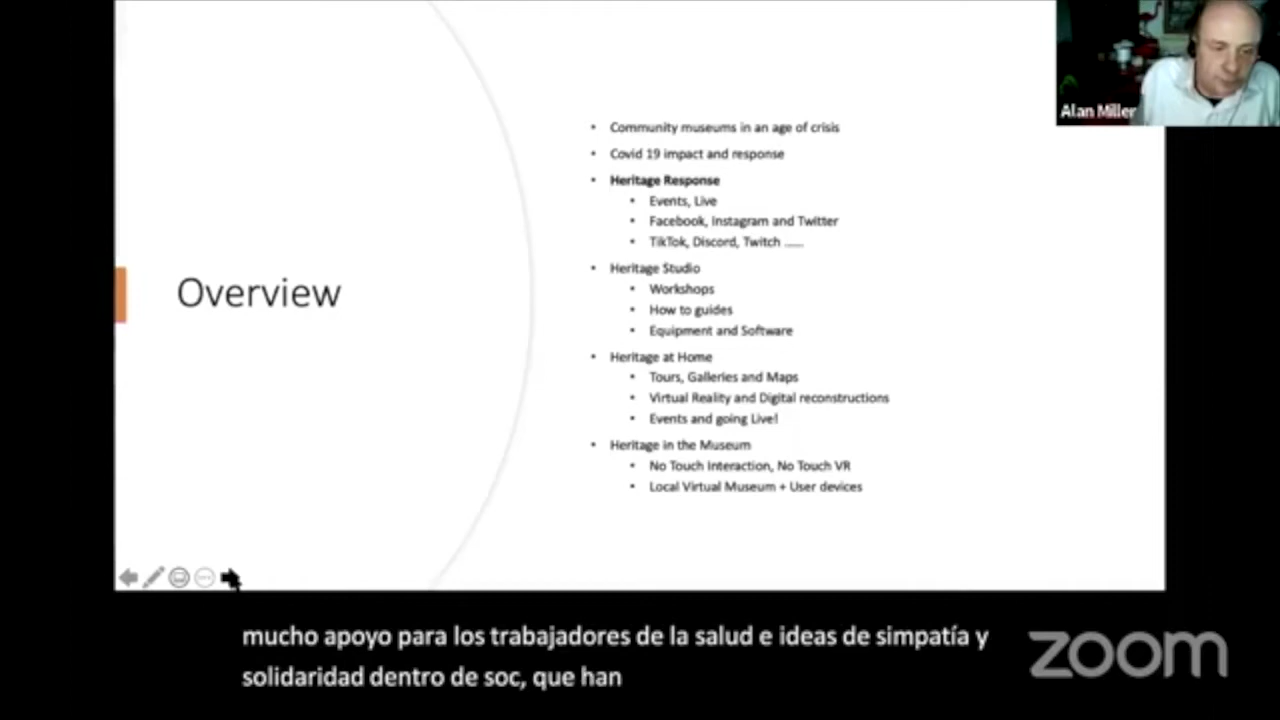 Alan Miller
Overview
• Community museums in an age of crisis
• Covid 19 impact and response
• Heritage Response
• Events, Live
• Facebook, Instagram and Twitter
• TikTok, Discord, Twitch ......
• Heritage Studio
• Workshops
• How to guides
• Equipment and Software
• Heritage at Home
• Tours, Galleries and Maps
• Virtual Reality and Digital reconstructions
• Events and going Live!
• Heritage in the Museum
• No Touch Interaction, No Touch VR
• Local Virtual Museum + User devices
mucho apoyo para los trabajadores de la salud e ideas de simpatía y
solidaridad dentro de soc, que han
zoom